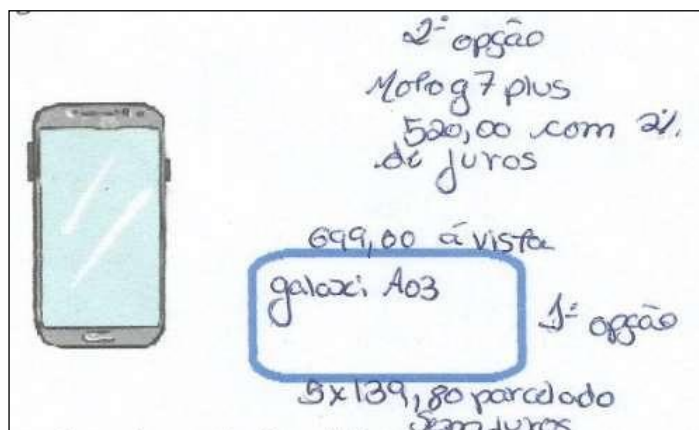 2ª opção
Moto g7 plus
520,00 com 2%
de juros
699,00 á vista
galaxi A03
1ª opção
5x139,80 parcelado
sem juros